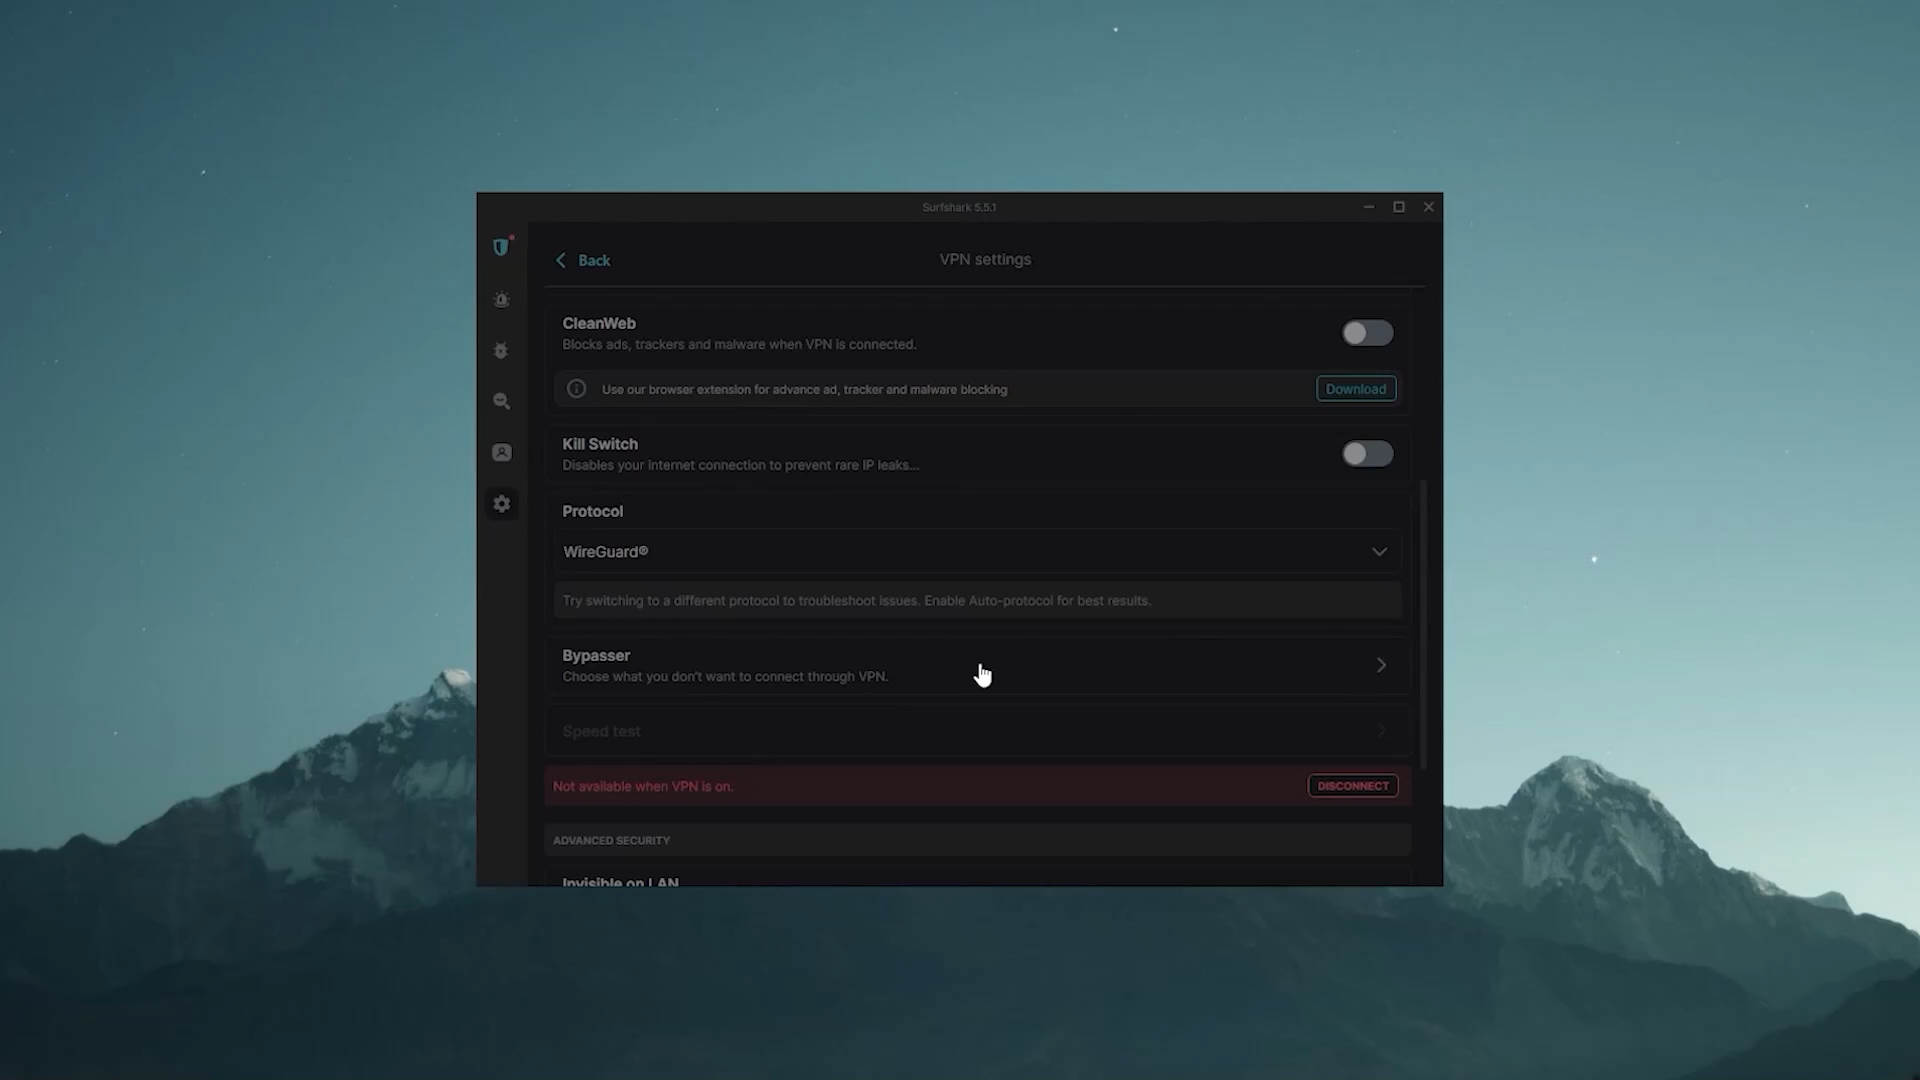 Surfshark 5.5.1
Back
VPN settings
CleanWeb
Blocks ads, trackers and malware when VPN is connected.
Use our browser extension for advance ad, tracker and malware blocking
Download
Kill Switch
Disables your internet connection to prevent rare IP leaks...
Protocol
WireGuard®
Try switching to a different protocol to troubleshoot issues. Enable Auto-protocol for best results.
Bypasser
Choose what you don't want to connect through VPN.
Speed test
Not available when VPN is on.
DISCONNECT
ADVANCED SECURITY
Invisible on LAN